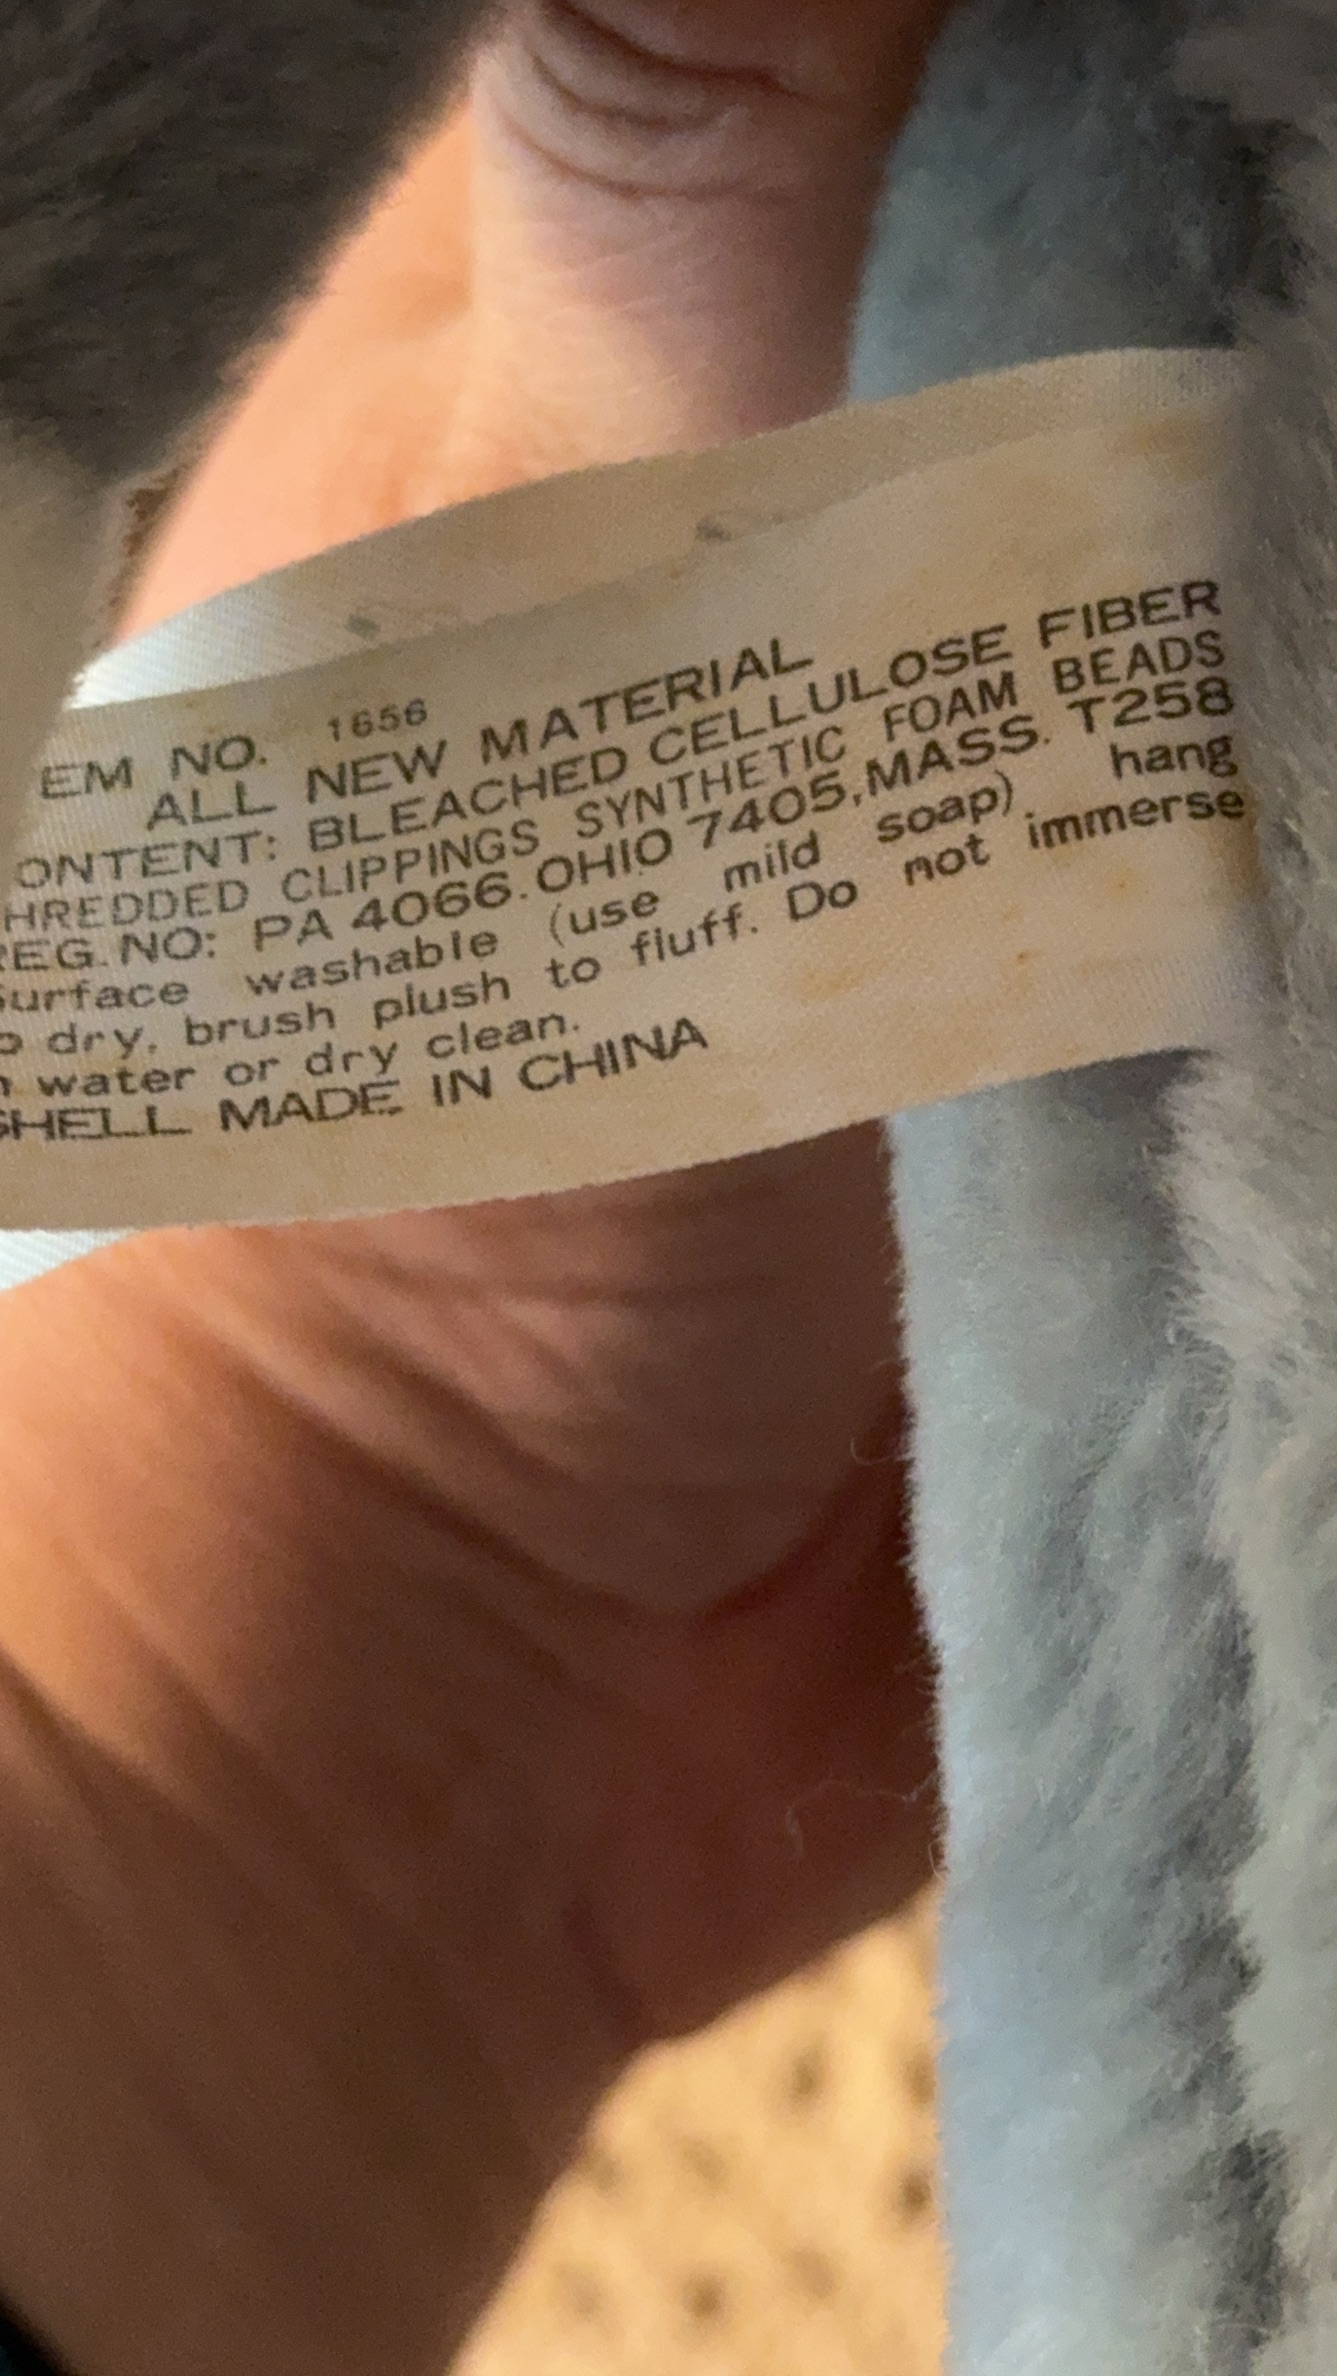 EM NO. 1656
ALL NEW MATERIAL
ONTENT: BLEACHED CELLULOSE FIBER
HREDDED CLIPPINGS SYNTHETIC FOAM BEADS
REG. NO: PA 4066. OHIO 7405, MASS. T258
Surface washable (use mild soap) hang
o dry, brush plush to fluff. Do not immerse
n water or dry clean.
SHELL MADE IN CHINA